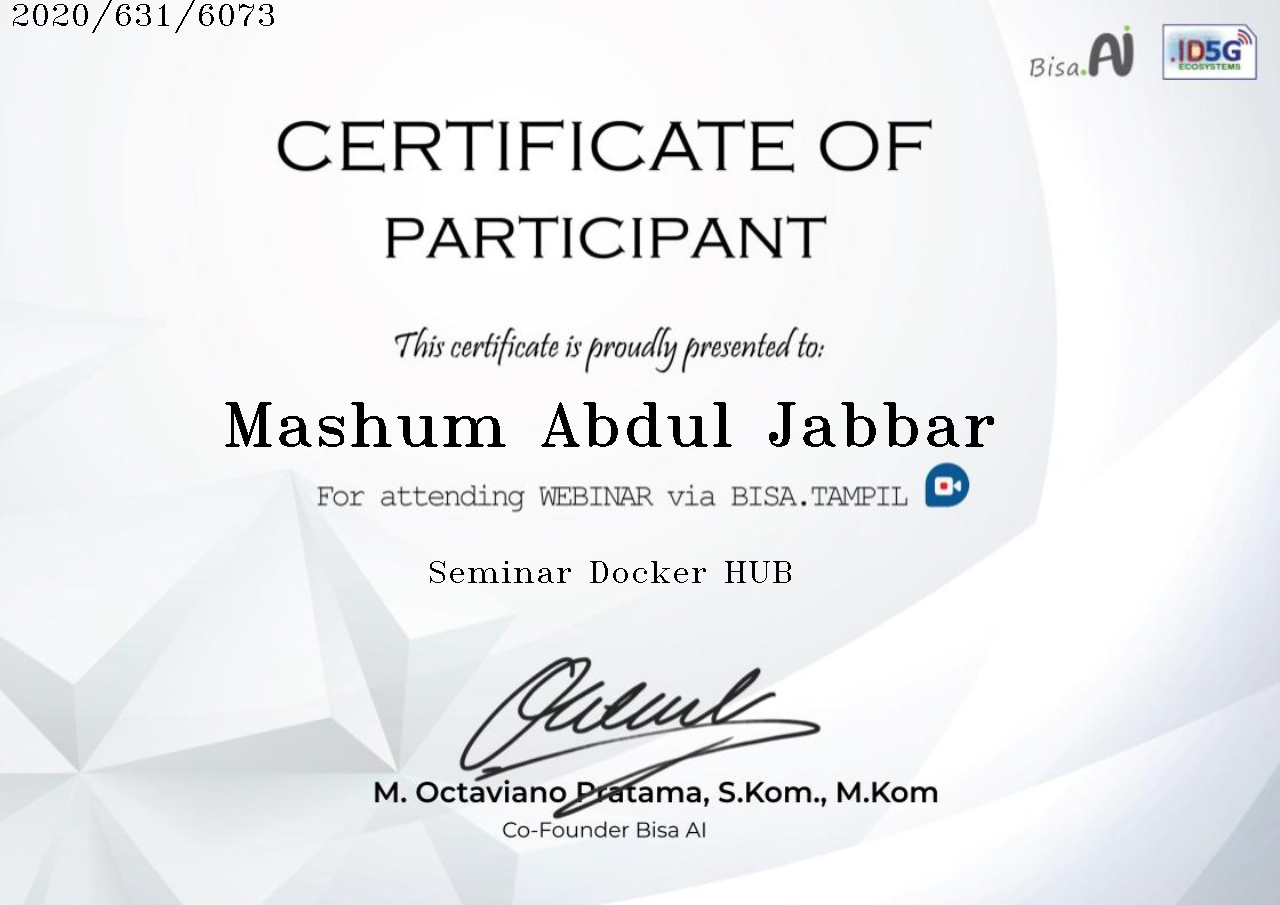 2020/631/6073
Bisa.Ai
.ID5G
ECOSYSTEMS
CERTIFICATE OF
PARTICIPANT
This certificate is proudly presented to:
Mashum Abdul Jabbar
For attending WEBINAR via BISA.TAMPIL
Seminar Docker HUB
M. Octaviano Pratama, S.Kom., M.Kom
Co-Founder Bisa AI